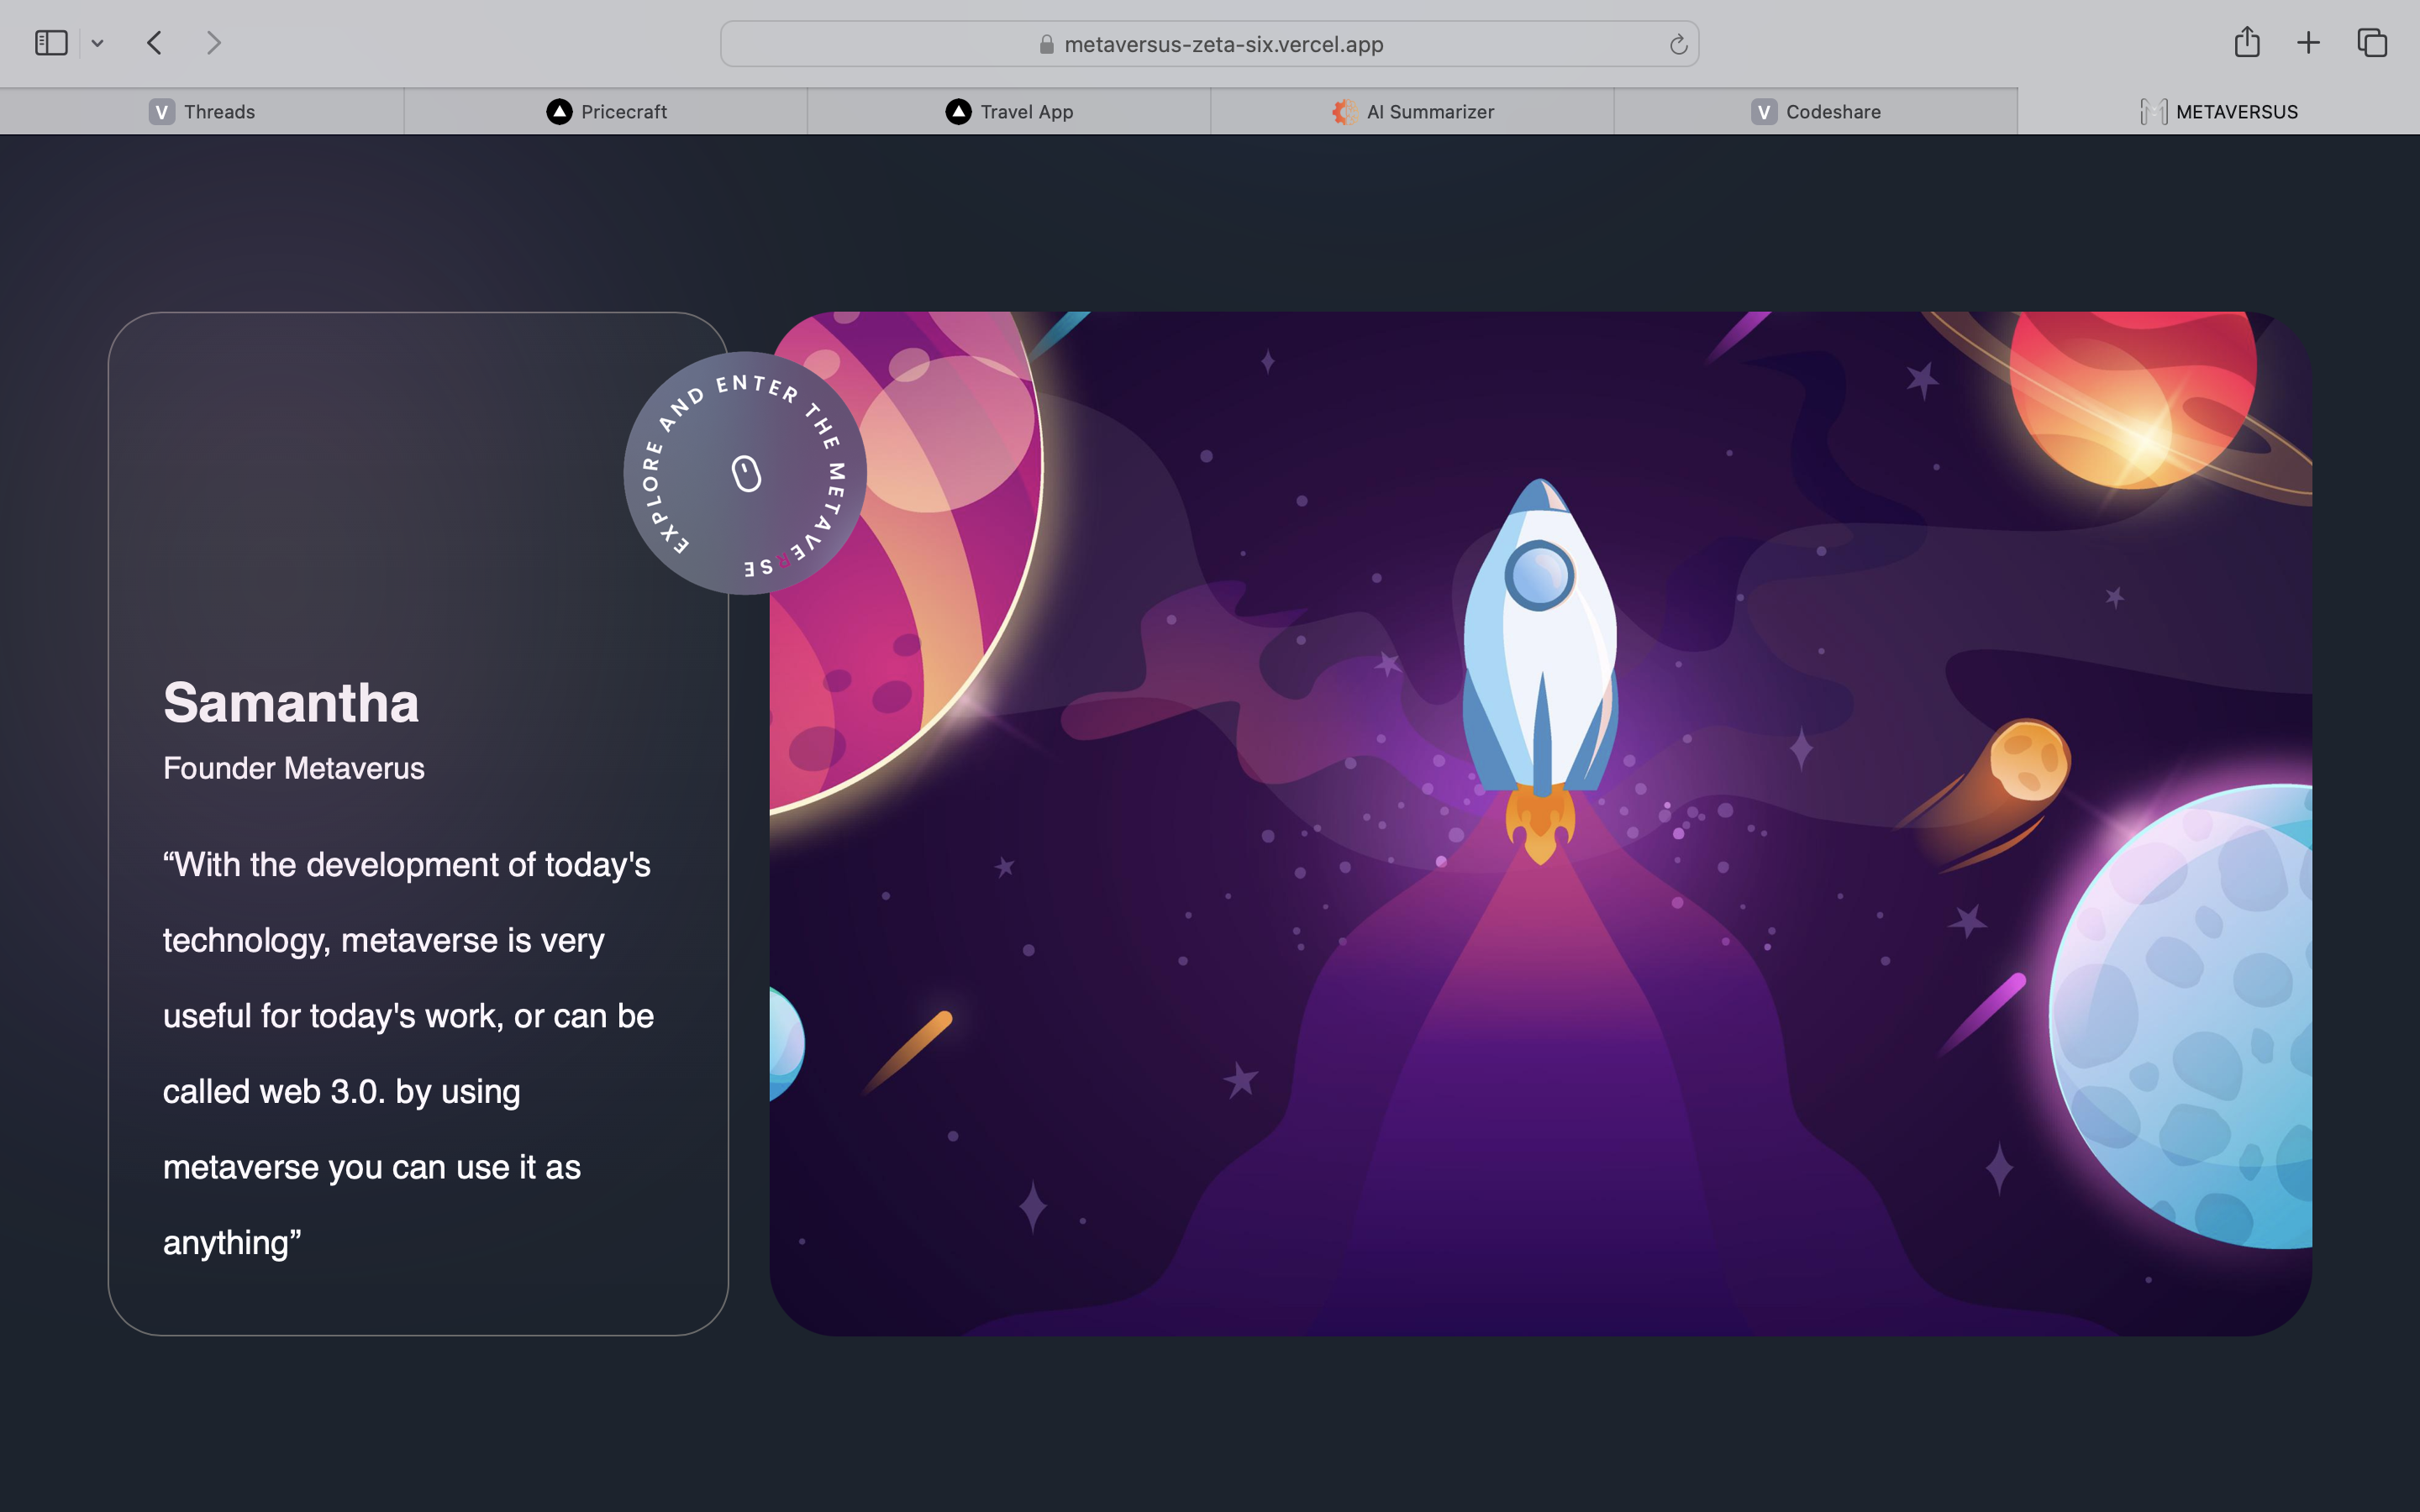 metaversus-zeta-six.vercel.app
V Threads
Pricecraft
Travel App
AI Summarizer
V Codeshare
METAVERSUS
EXPLORE AND ENTER THE METAVERSE
Samantha
Founder Metaverus
“With the development of today's
technology, metaverse is very
useful for today's work, or can be
called web 3.0. by using
metaverse you can use it as
anything”